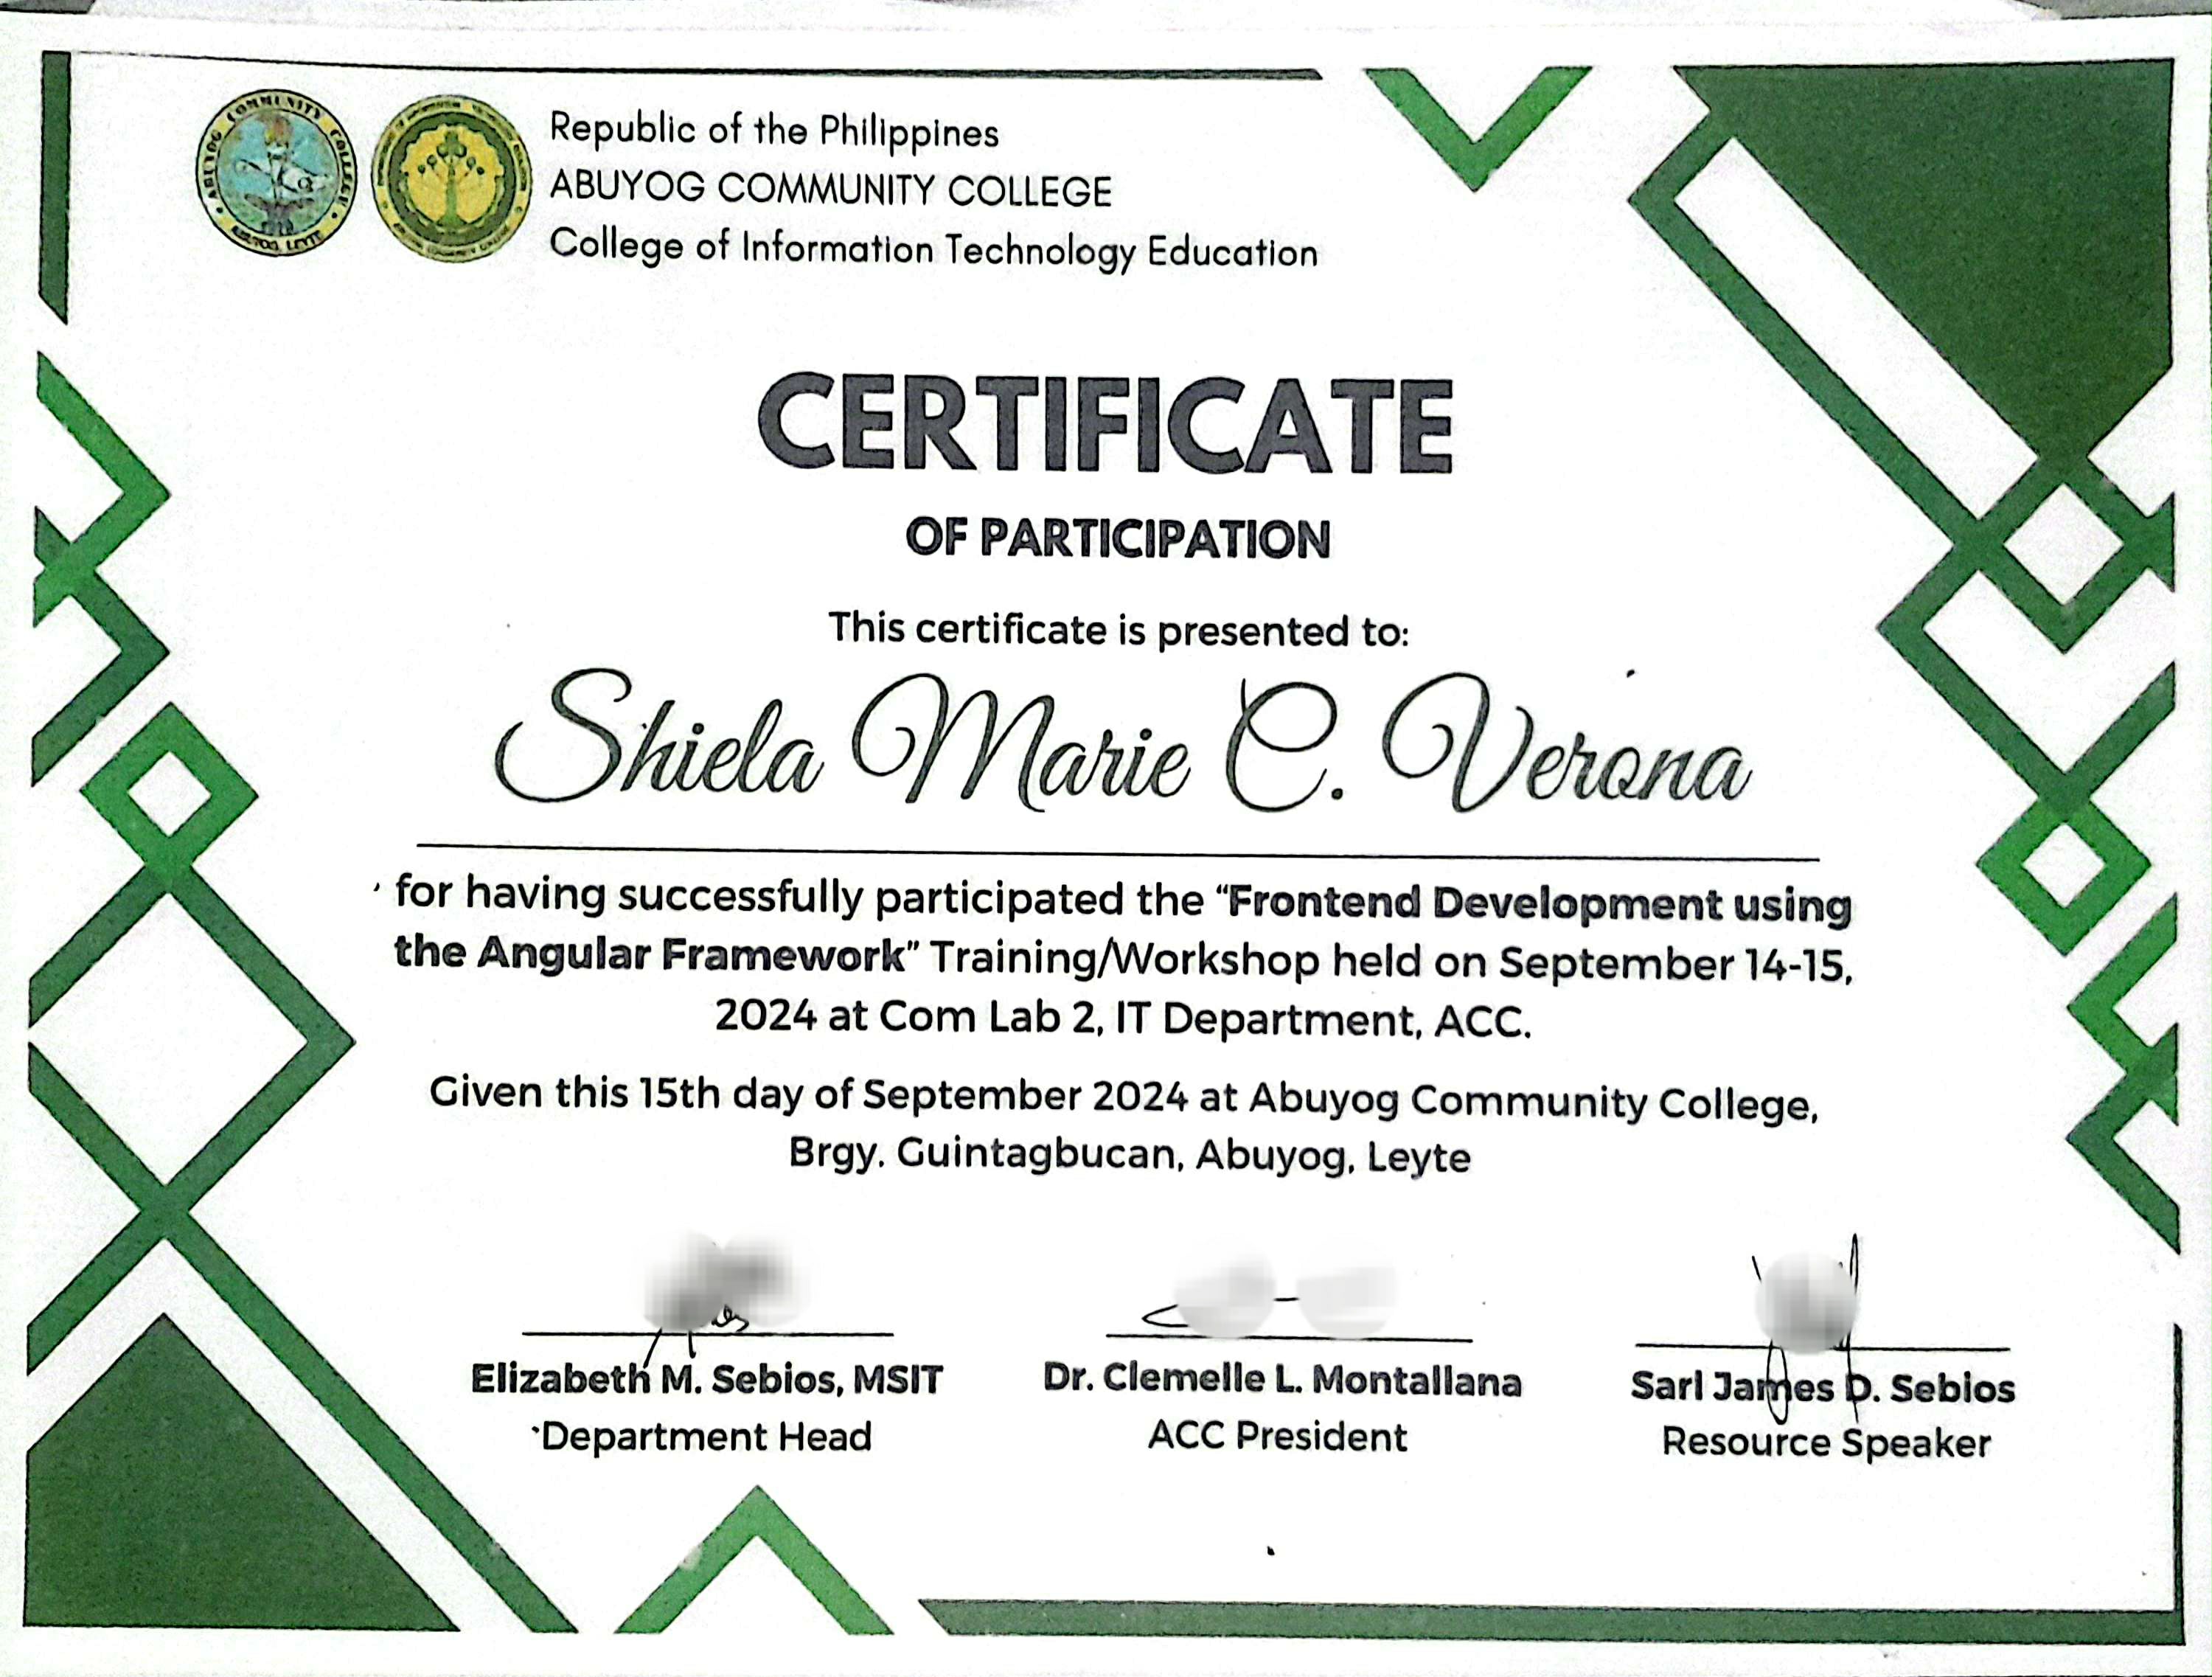 ABUYOG COMMUNITY COLLEGE
ABUYOG, LEYTE
Republic of the Philippines
ABUYOG COMMUNITY COLLEGE
College of Information Technology Education
CERTIFICATE
OF PARTICIPATION
This certificate is presented to:
Shiela Marie C. Verona
for having successfully participated the “Frontend Development using
the Angular Framework” Training/Workshop held on September 14-15,
2024 at Com Lab 2, IT Department, ACC.
Given this 15th day of September 2024 at Abuyog Community College,
Brgy. Guintagbucan, Abuyog, Leyte
Elizabeth M. Sebios, MSIT
Department Head
Dr. Clemelle L. Montallana
ACC President
Sarl James D. Sebios
Resource Speaker